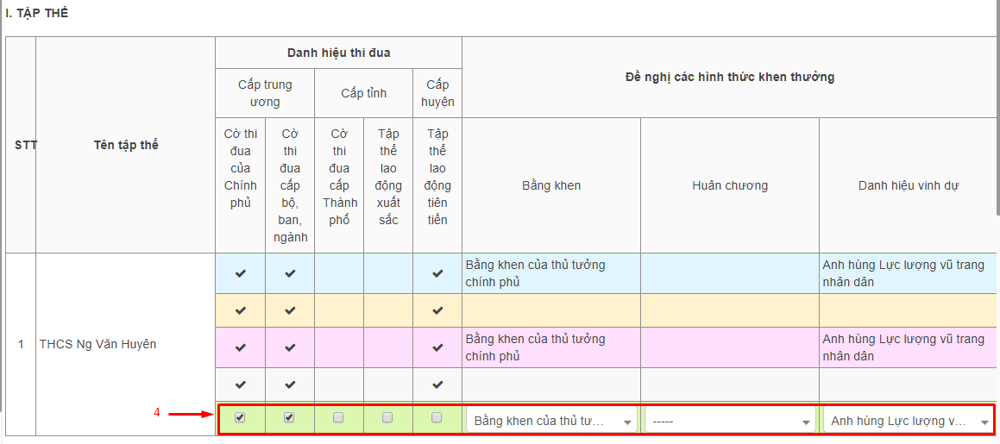 I. TẬP THỂ
STT
Tên tập thể
Danh hiệu thi đua
Đề nghị các hình thức khen thưởng
Cấp trung
ương
Cấp tỉnh
Cấp
huyện
Cờ thi
đua
của
Chính
phủ
Cờ
thi
đua
cấp
bộ,
ban,
ngành
Cờ
thi
đua
cấp
Thành
phố
Tập
thể
lao
động
xuất
sắc
Tập
thể
lao
động
tiên
tiến
Bằng khen
Huân chương
Danh hiệu vinh dự
1
THCS Ng Văn Huyên
Bằng khen của thủ tưởng
chính phủ
Anh hùng Lực lượng vũ trang
nhân dân
Bằng khen của thủ tưởng
chính phủ
Anh hùng Lực lượng vũ trang
nhân dân
4
Bằng khen của thủ tư...
-----
Anh hùng Lực lượng v...